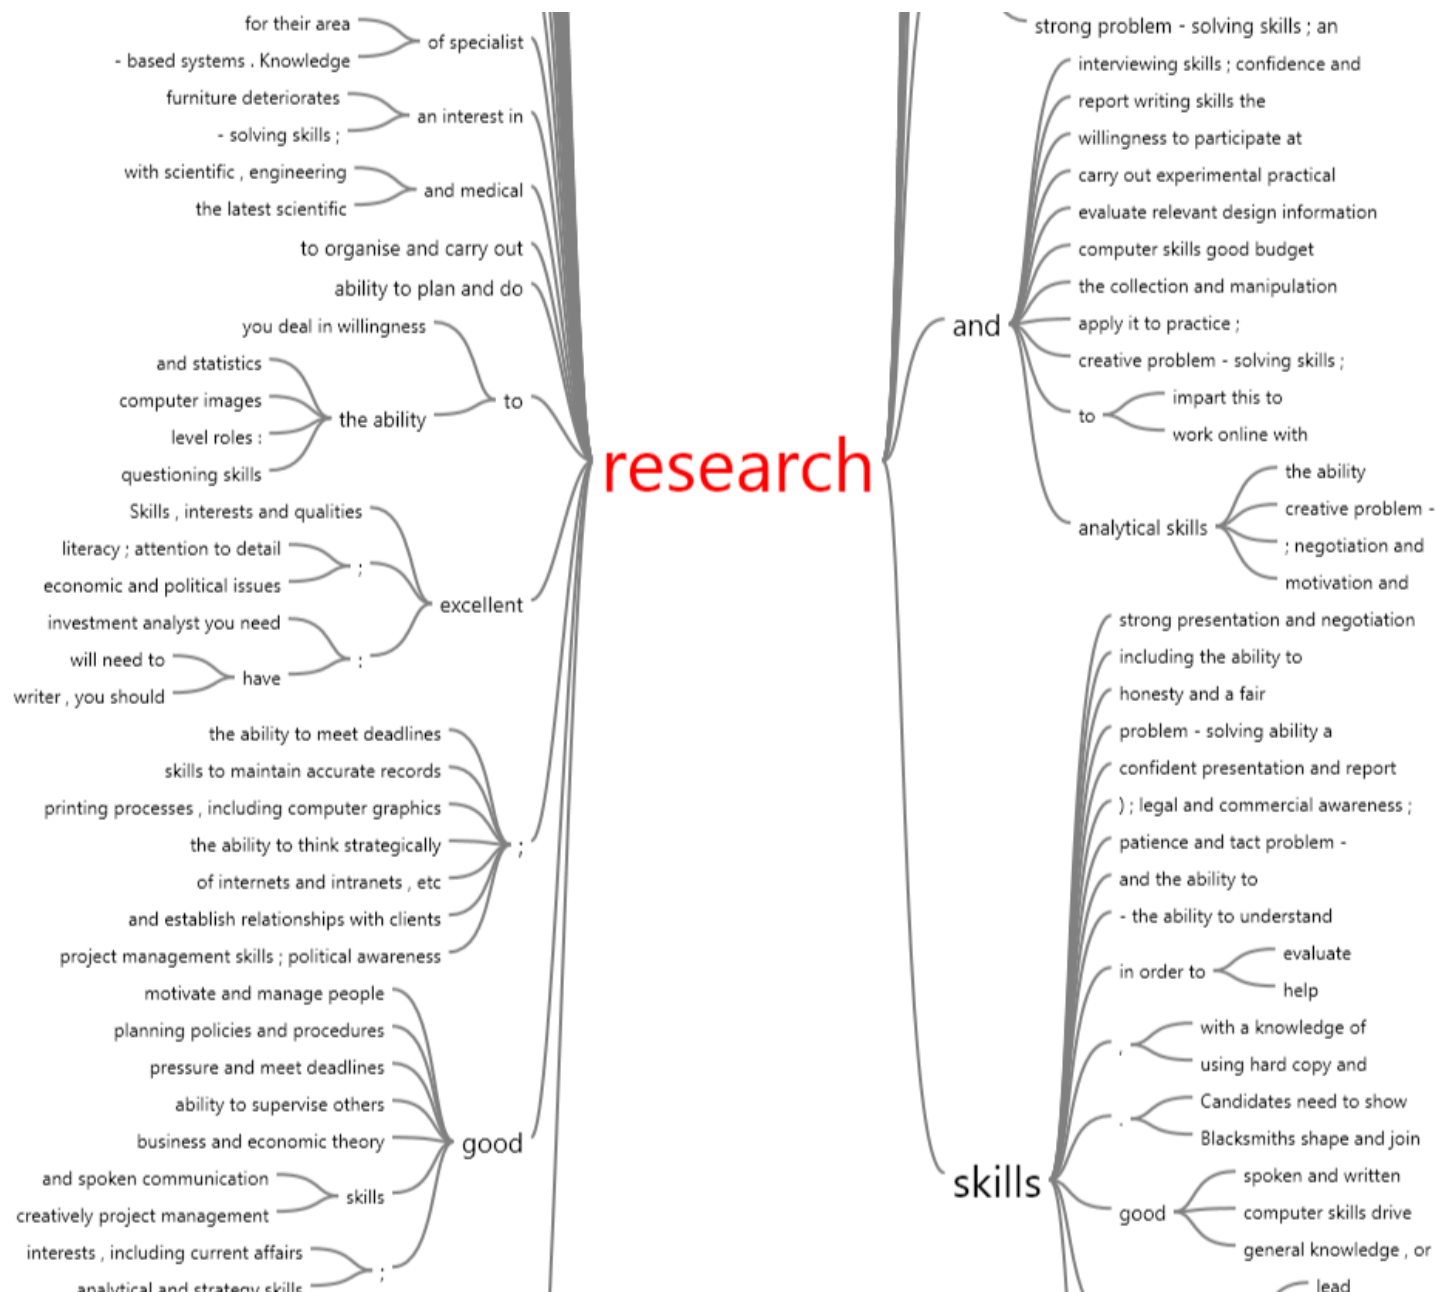 for their area
of specialist
- based systems . Knowledge
furniture deteriorates
an interest in
- solving skills ;
with scientific , engineering
and medical
the latest scientific
to organise and carry out
ability to plan and do
you deal in willingness
and statistics
to
computer images
the ability
level roles :
questioning skills
Skills , interests and qualities
literacy ; attention to detail
;
economic and political issues
excellent
investment analyst you need
:
will need to
have
writer , you should
the ability to meet deadlines
skills to maintain accurate records
printing processes , including computer graphics
the ability to think strategically
;
of internets and intranets , etc
and establish relationships with clients
project management skills ; political awareness
motivate and manage people
planning policies and procedures
pressure and meet deadlines
ability to supervise others
business and economic theory
good
and spoken communication
skills
creatively project management
interests , including current affairs
;
analytical and strategy skills
research
strong problem - solving skills ; an
interviewing skills ; confidence and
report writing skills the
willingness to participate at
carry out experimental practical
evaluate relevant design information
computer skills good budget
the collection and manipulation
and
apply it to practice ;
creative problem - solving skills ;
impart this to
to
work online with
the ability
creative problem -
analytical skills
; negotiation and
motivation and
strong presentation and negotiation
including the ability to
honesty and a fair
problem - solving ability a
confident presentation and report
) ; legal and commercial awareness ;
patience and tact problem -
and the ability to
- the ability to understand
evaluate
in order to
help
with a knowledge of
,
using hard copy and
Candidates need to show
.
Blacksmiths shape and join
skills
spoken and written
good
computer skills drive
general knowledge , or
lead